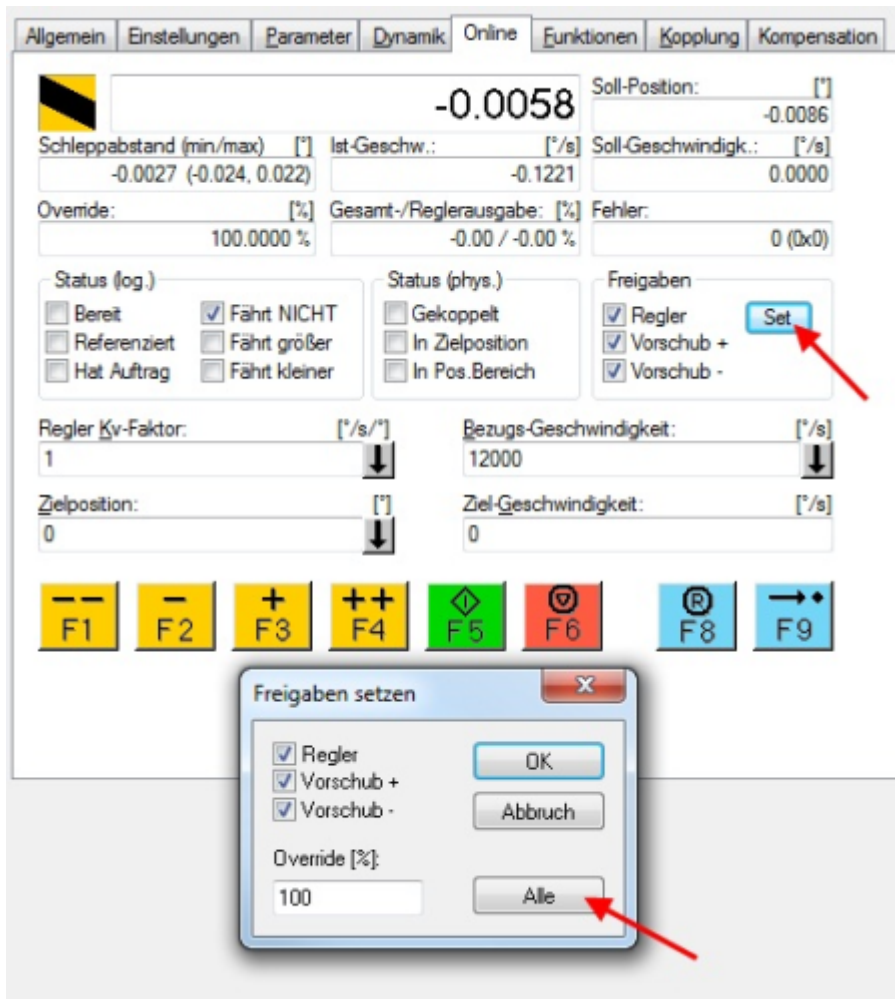 Allgemein Einstellungen Parameter Dynamik Online Funktionen Kopplung Kompensation
-0.0058
Soll-Position: [°]
-0.0086
Schleppabstand (min/max) [°] Ist-Geschw.: [°/s] Soll-Geschwindigk.: [°/s]
-0.0027 (-0.024, 0.022) -0.1221 0.0000
Override: [%] Gesamt-/Reglerausgabe: [%] Fehler:
100.0000 % -0.00 / -0.00 % 0 (0x0)
Status (log.) Status (phys.) Freigaben
Bereit Fährt NICHT Gekoppelt Regler Set
Referenziert Fährt größer In Zielposition Vorschub +
Hat Auftrag Fährt kleiner In Pos.Bereich Vorschub -
Regler Kv-Faktor: [°/s/°] Bezugs-Geschwindigkeit: [°/s]
1 12000
Zielposition: [°] Ziel-Geschwindigkeit: [°/s]
0 0
-- - + ++ R
F1 F2 F3 F4 F5 F6 F8 F9
Freigaben setzen
Regler OK
Vorschub +
Vorschub - Abbruch
Override [%]:
100 Alle